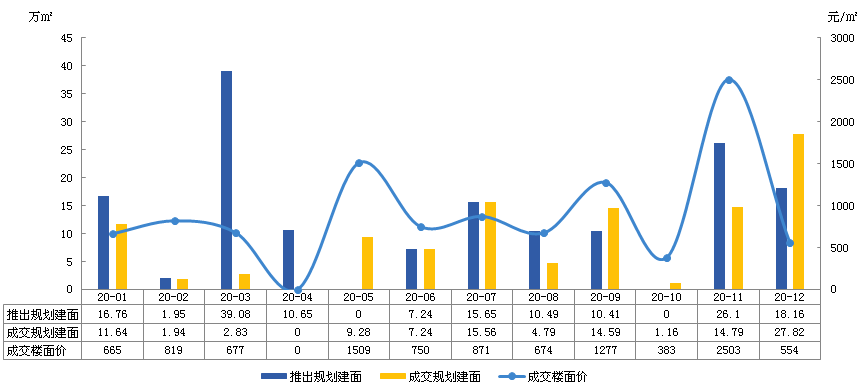 万㎡ 元/㎡
45 3000
40 2500
35 2000
30 1500
25 1000
20 500
15 0
10
5
0
20-01 20-02 20-03 20-04 20-05 20-06 20-07 20-08 20-09 20-10 20-11 20-12
推出规划建面 16.76 1.95 39.08 10.65 0 7.24 15.65 10.49 10.41 0 26.1 18.16
成交规划建面 11.64 1.94 2.83 0 9.28 7.24 15.56 4.79 14.59 1.16 14.79 27.82
成交楼面价 665 819 677 0 1509 750 871 674 1277 383 2503 554
推出规划建面 成交规划建面 成交楼面价